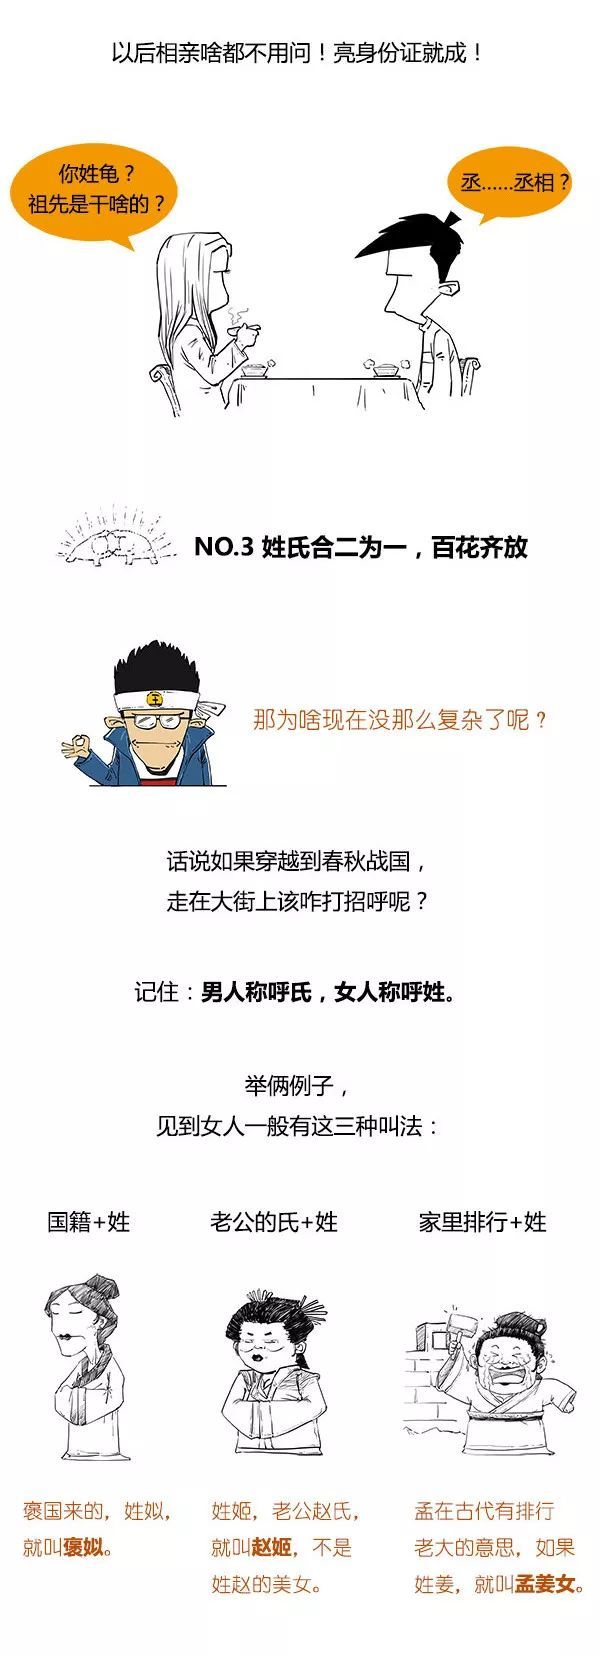 以后相亲啥都不用问！亮身份证就成！
你姓龟？
祖先是干啥的？
丞……丞相？
NO.3 姓氏合二为一，百花齐放
王
那为啥现在没那么复杂了呢？
话说如果穿越到春秋战国，
走在大街上该咋打招呼呢？
记住：男人称呼氏，女人称呼姓。
举俩例子，
见到女人一般有这三种叫法：
国籍+姓
老公的氏+姓
家里排行+姓
褒国来的，姓姒，
就叫褒姒。
姓姬，老公赵氏，
就叫赵姬，不是
姓赵的美女。
孟在古代有排行
老大的意思，如果
姓姜，就叫孟姜女。